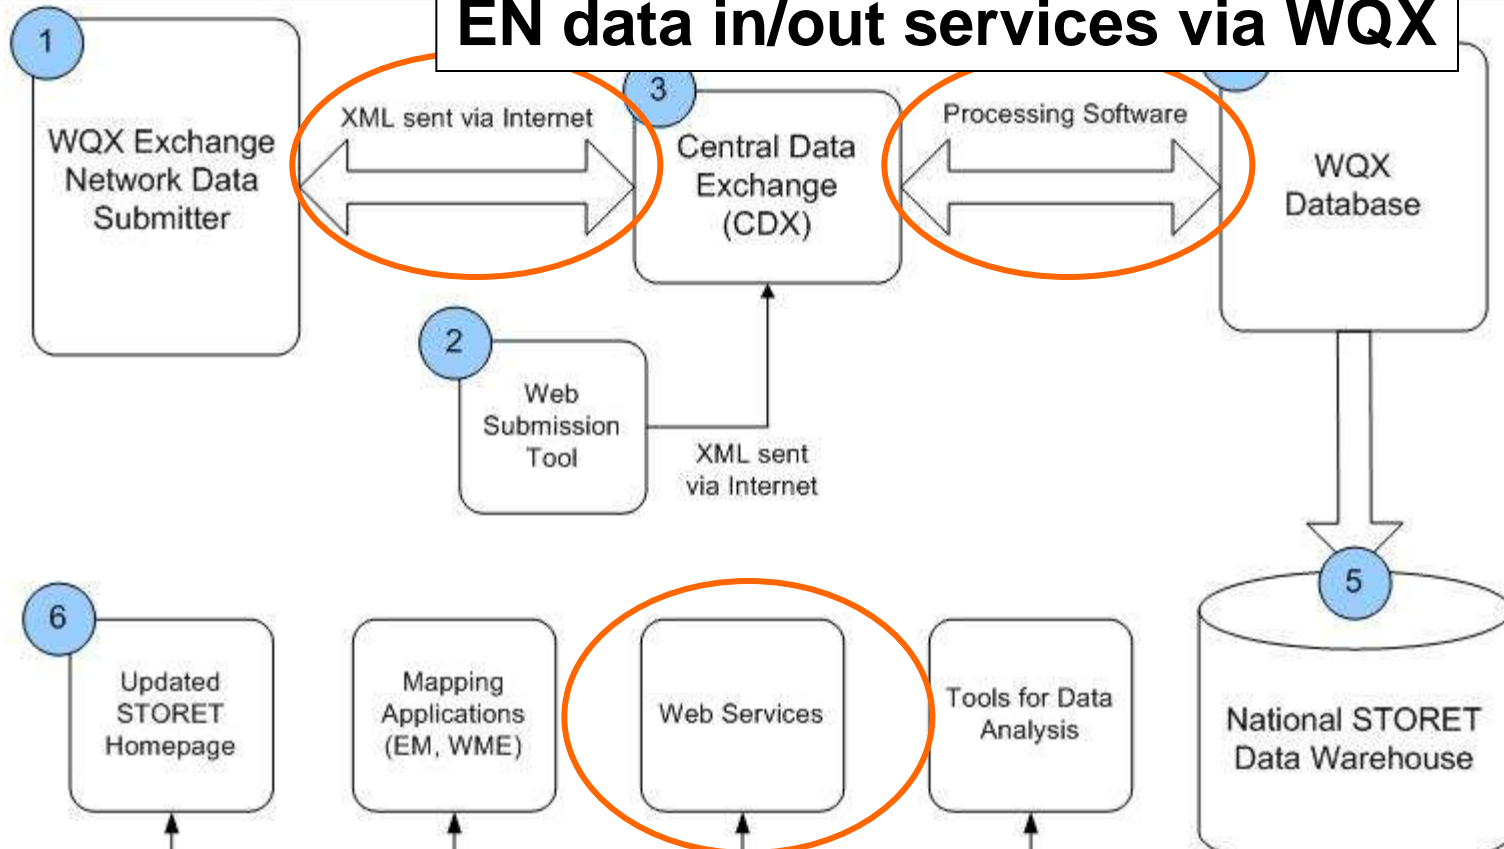 EN data in/out services via WQX
1
WQX Exchange
Network Data
Submitter
XML sent via Internet
3
Central Data
Exchange
(CDX)
Processing Software
WQX
Database
2
Web
Submission
Tool
XML sent
via Internet
5
National STORET
Data Warehouse
6
Updated
STORET
Homepage
Mapping
Applications
(EM, WME)
Web Services
Tools for Data
Analysis